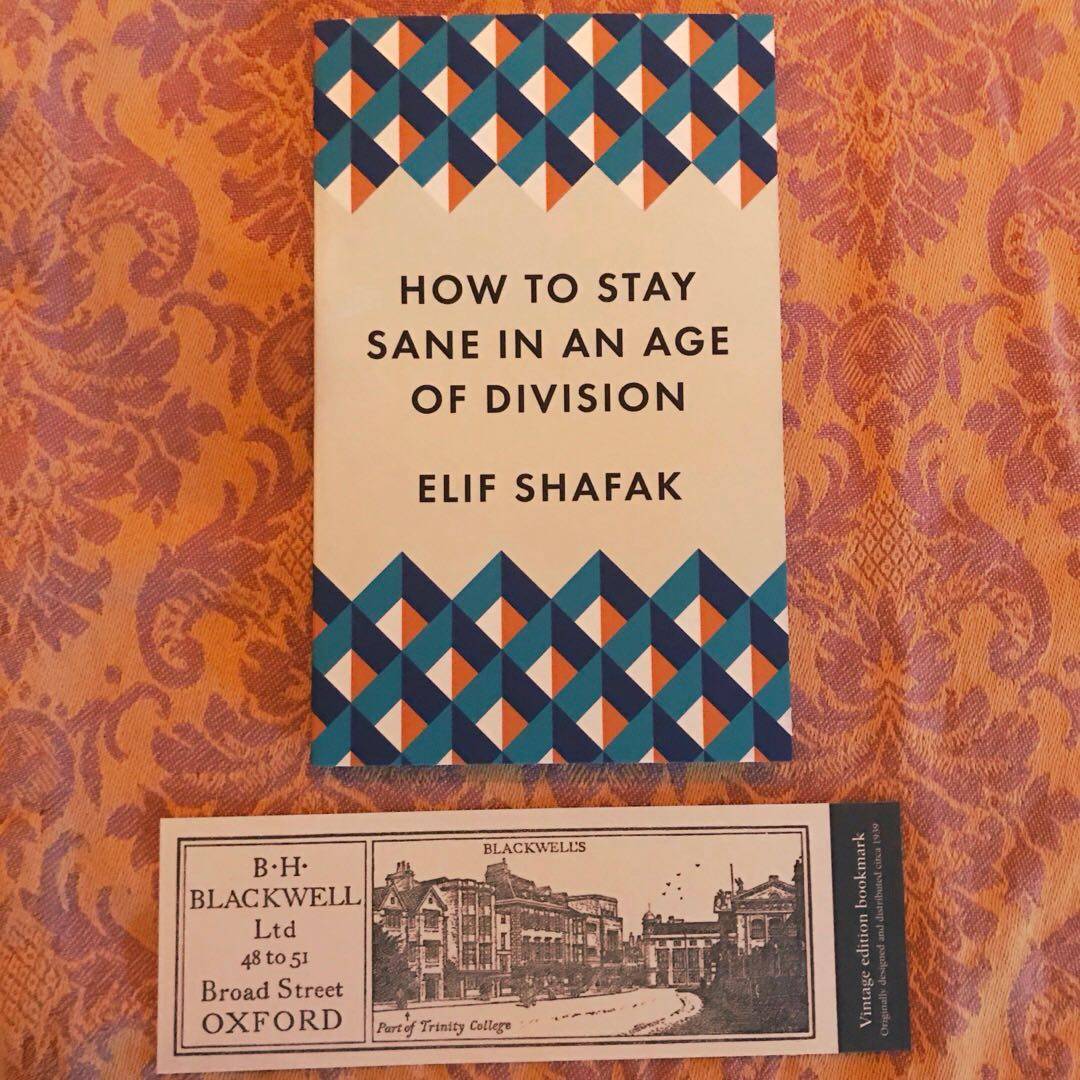 HOW TO STAY
SANE IN AN AGE
OF DIVISION
ELIF SHAFAK
B·H·
BLACKWELL
Ltd
48 to 51
Broad Street
OXFORD
BLACKWELL'S
Part of Trinity College
Vintage edition bookmark
Originally designed and distributed circa 1939